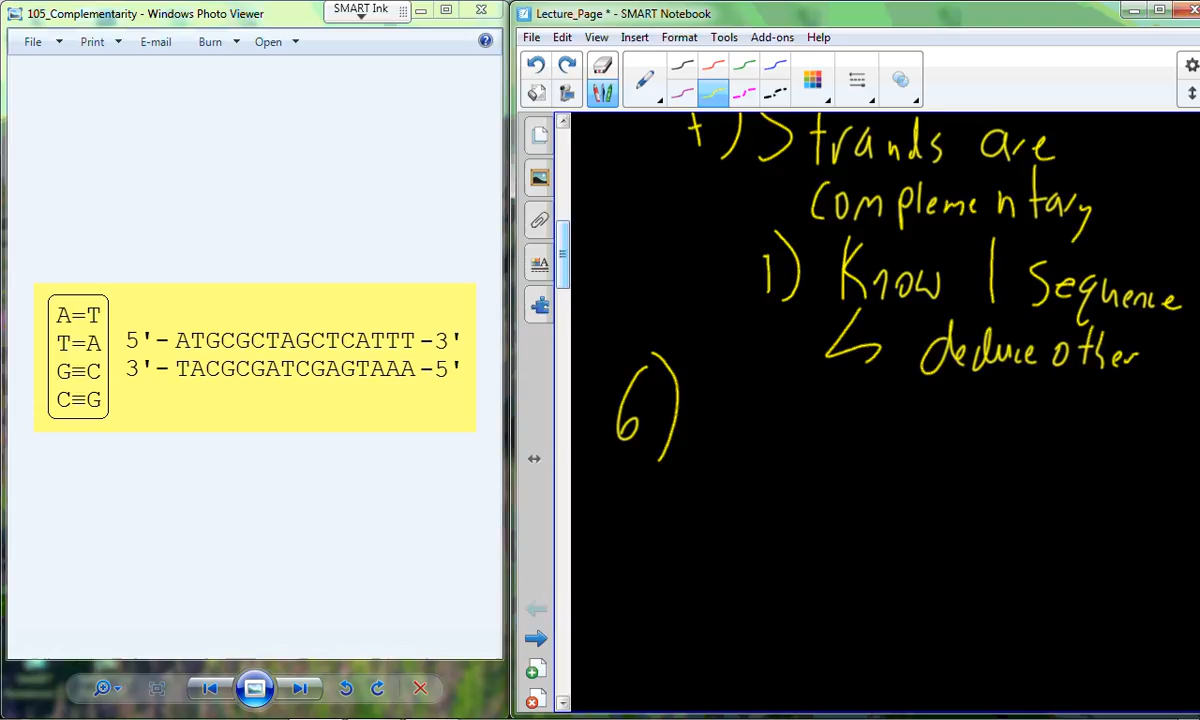 105_Complementarity - Windows Photo Viewer
SMART Ink
File Print E-mail Burn Open
A=T
T=A
G≡C
C≡G
5'- ATGCGCTAGCTCATTT -3'
3'- TACGCGATCGAGTAAA -5'
Lecture_Page * - SMART Notebook
File Edit View Insert Format Tools Add-ons Help
Strands are
complementary
1) Know 1 sequence
↳ deduce other
6)